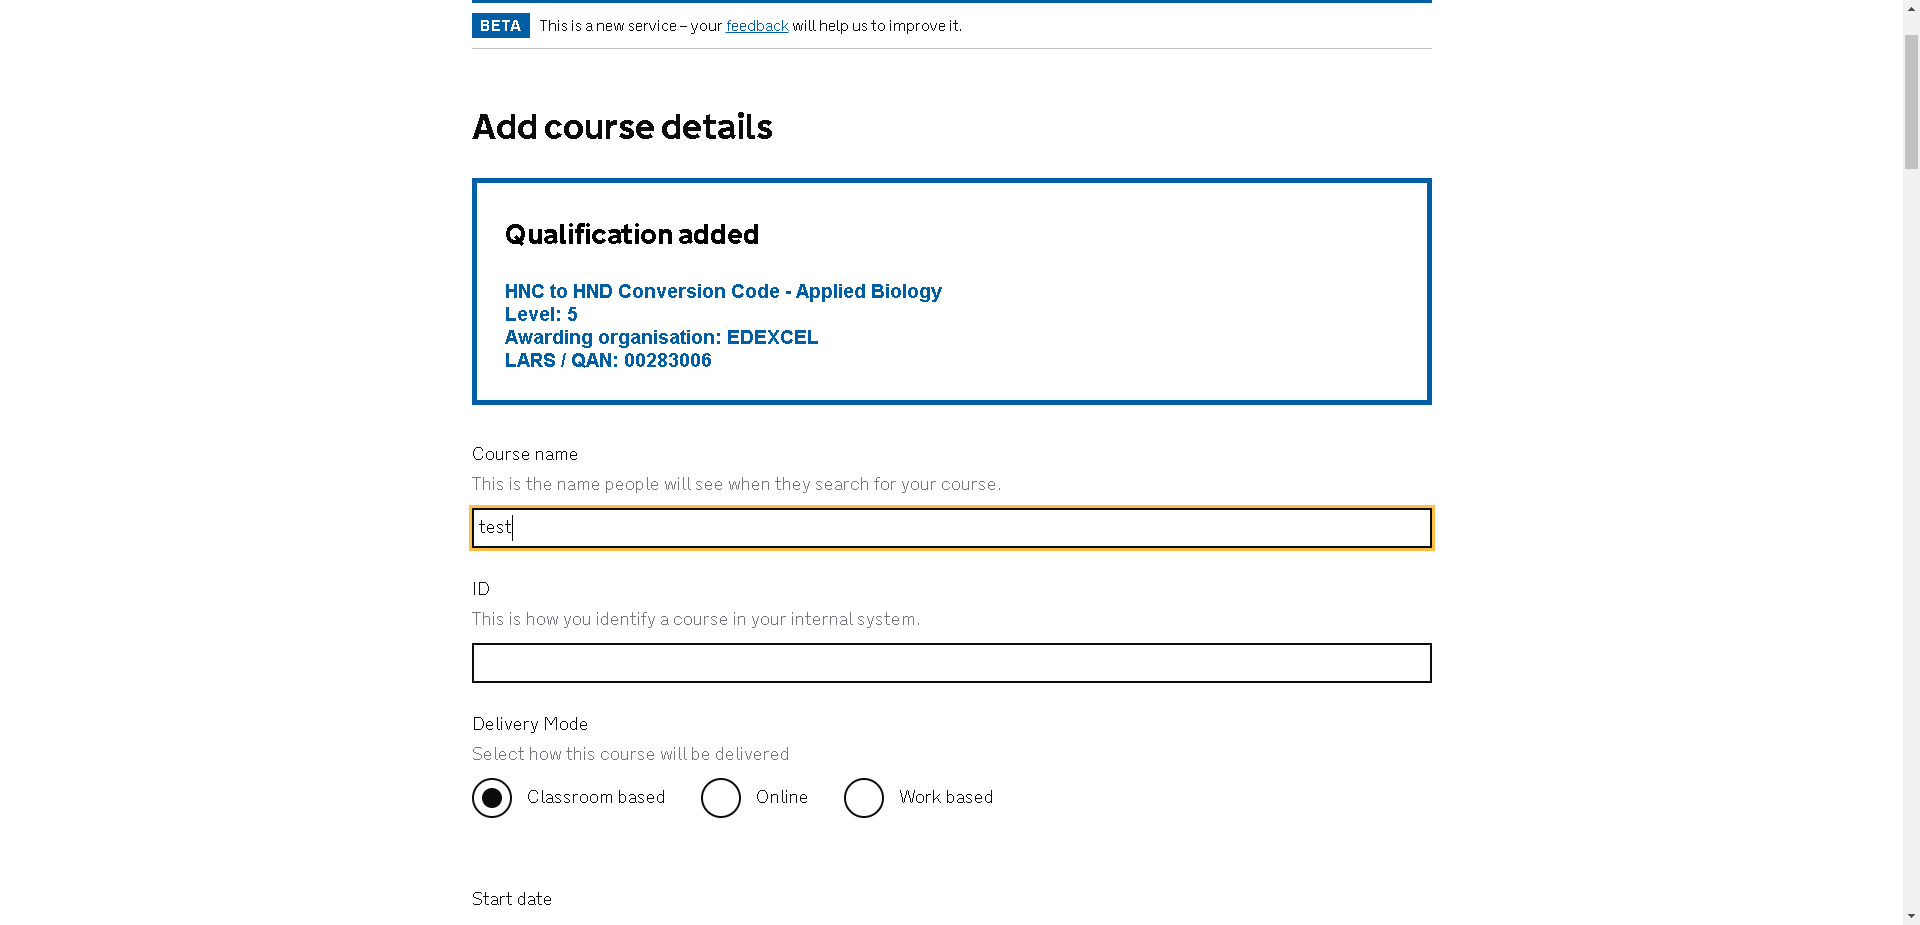 BETA This is a new service – your feedback will help us to improve it.
Add course details
Qualification added
HNC to HND Conversion Code - Applied Biology
Level: 5
Awarding organisation: EDEXCEL
LARS / QAN: 00283006
Course name
This is the name people will see when they search for your course.
test
ID
This is how you identify a course in your internal system.
Delivery Mode
Select how this course will be delivered
Classroom based Online Work based
Start date